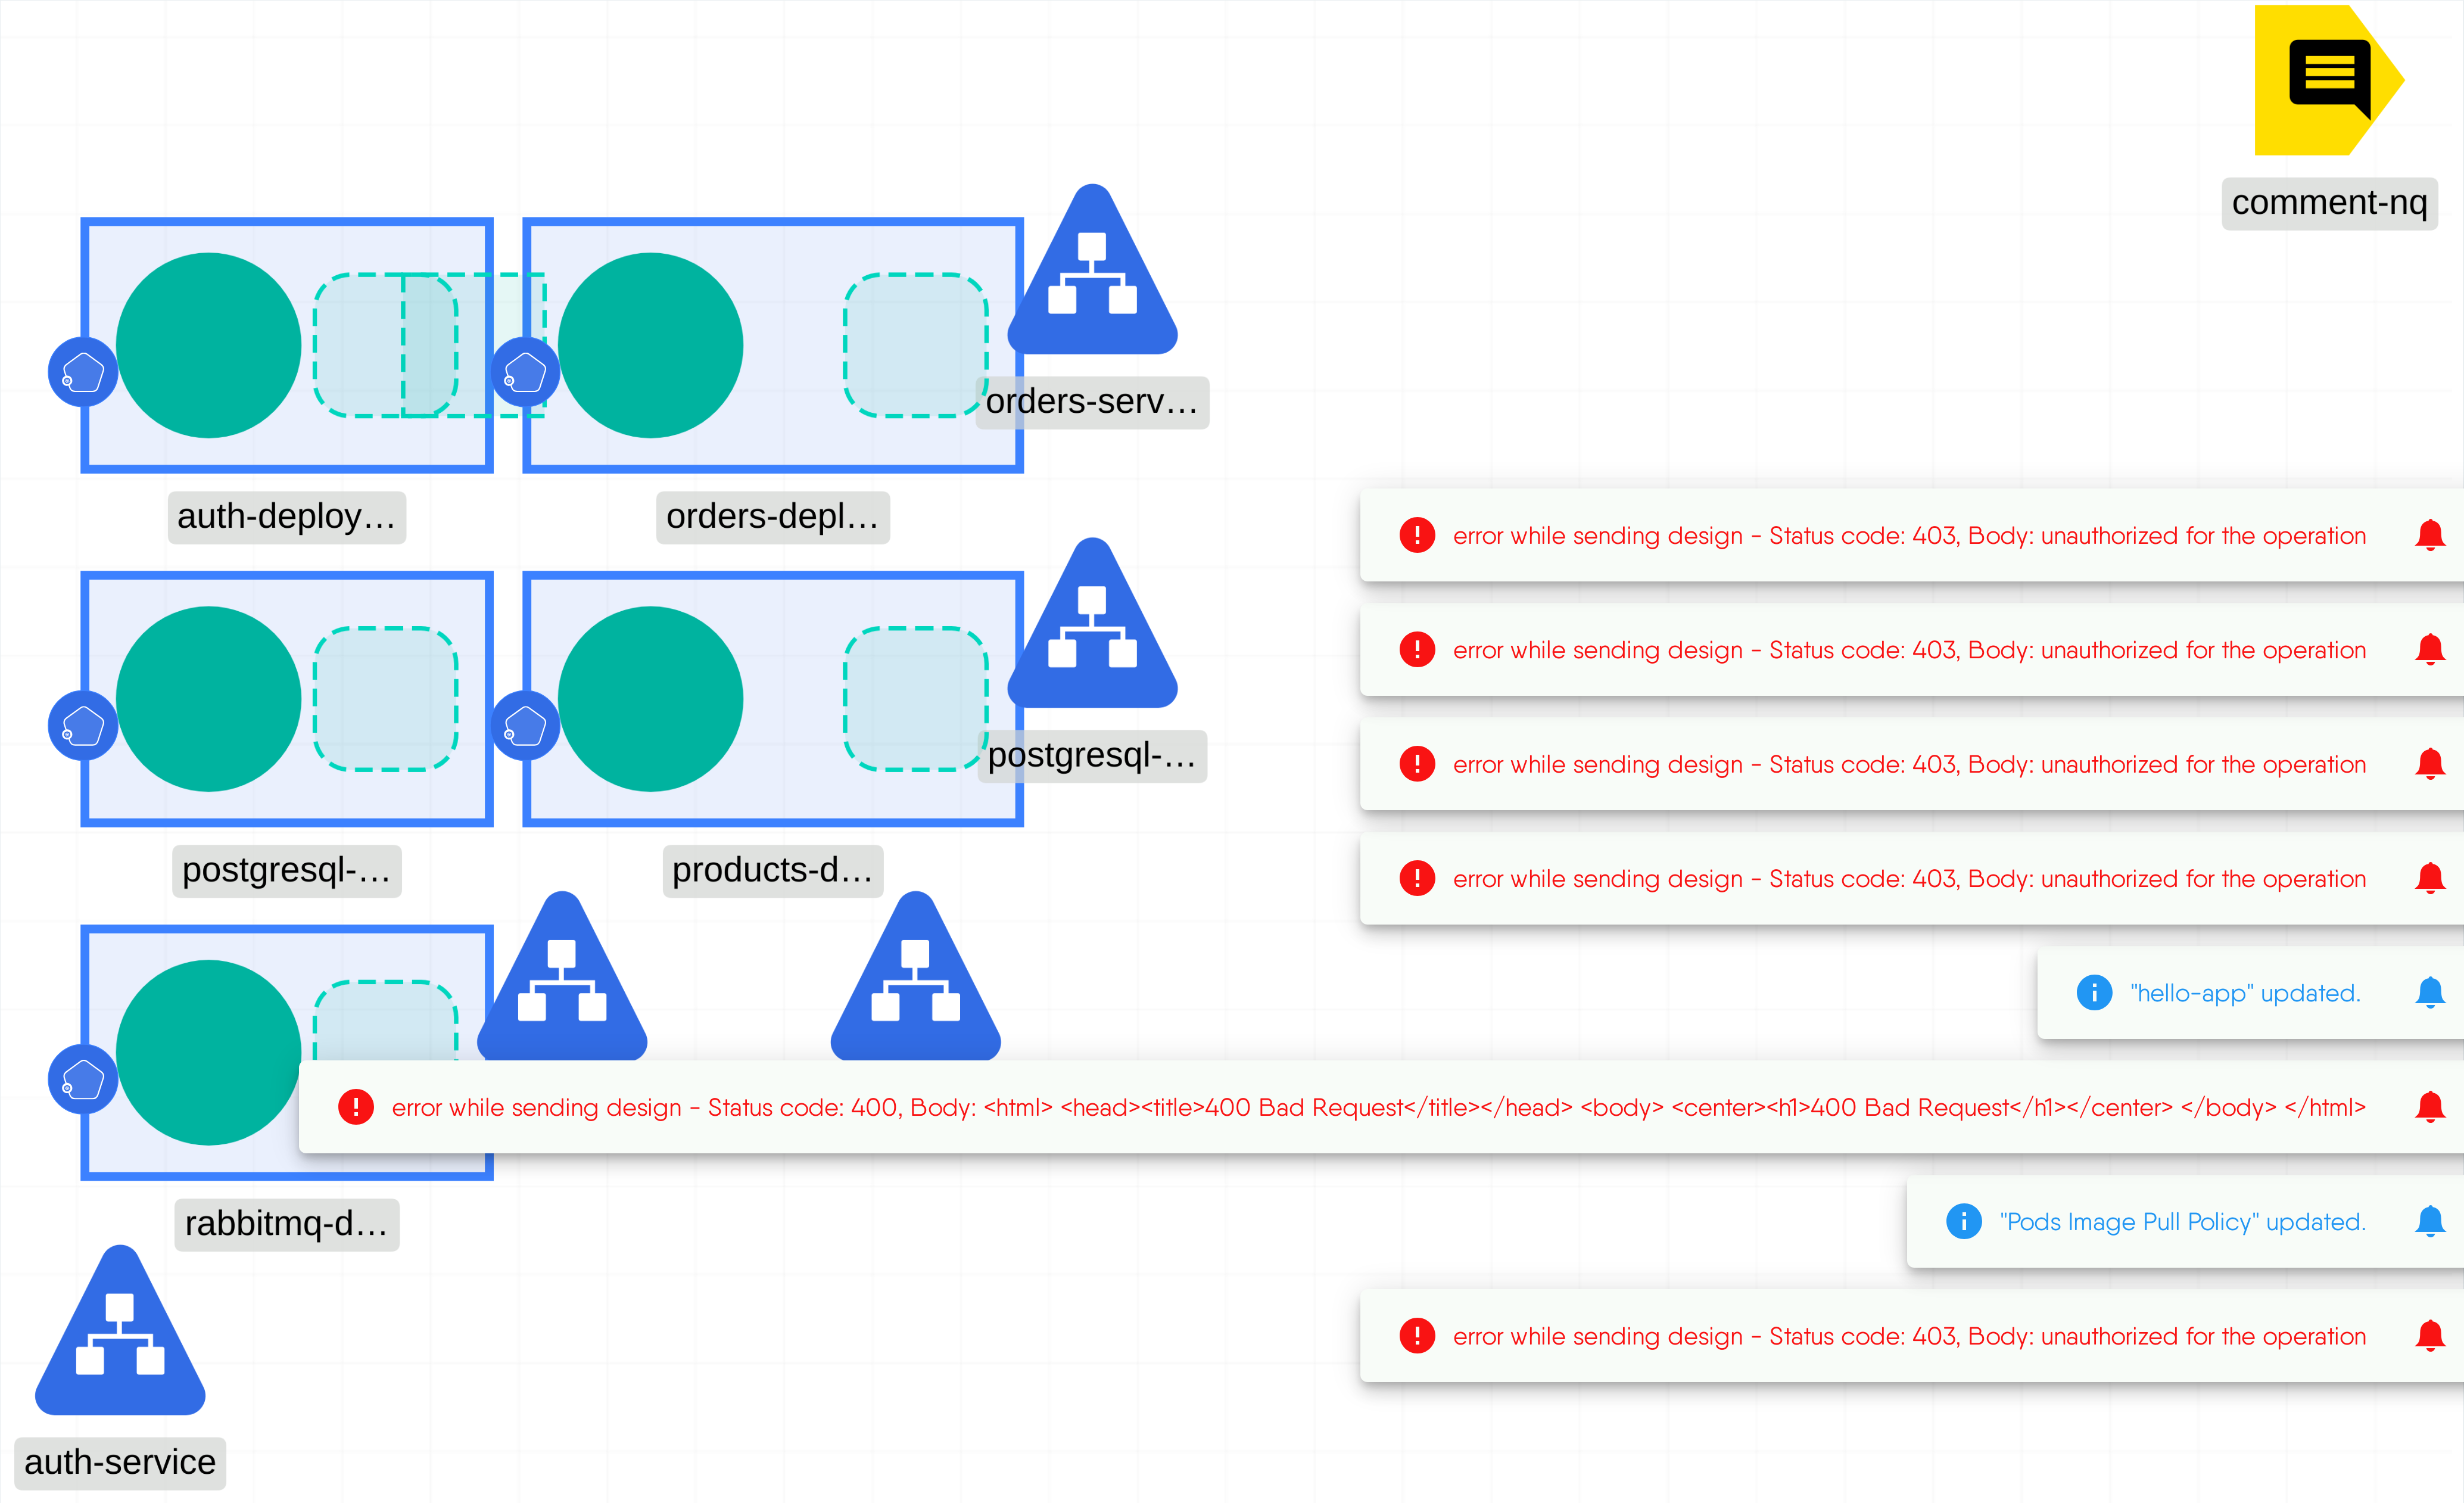 comment-nq
orders-serv…
auth-deploy…
orders-depl…
error while sending design - Status code: 403, Body: unauthorized for the operation
error while sending design - Status code: 403, Body: unauthorized for the operation
postgresql-…
error while sending design - Status code: 403, Body: unauthorized for the operation
postgresql-…
products-d…
error while sending design - Status code: 403, Body: unauthorized for the operation
"hello-app" updated.
error while sending design - Status code: 400, Body: <html> <head><title>400 Bad Request</title></head> <body> <center><h1>400 Bad Request</h1></center> </body> </html>
rabbitmq-d…
"Pods Image Pull Policy" updated.
error while sending design - Status code: 403, Body: unauthorized for the operation
auth-service